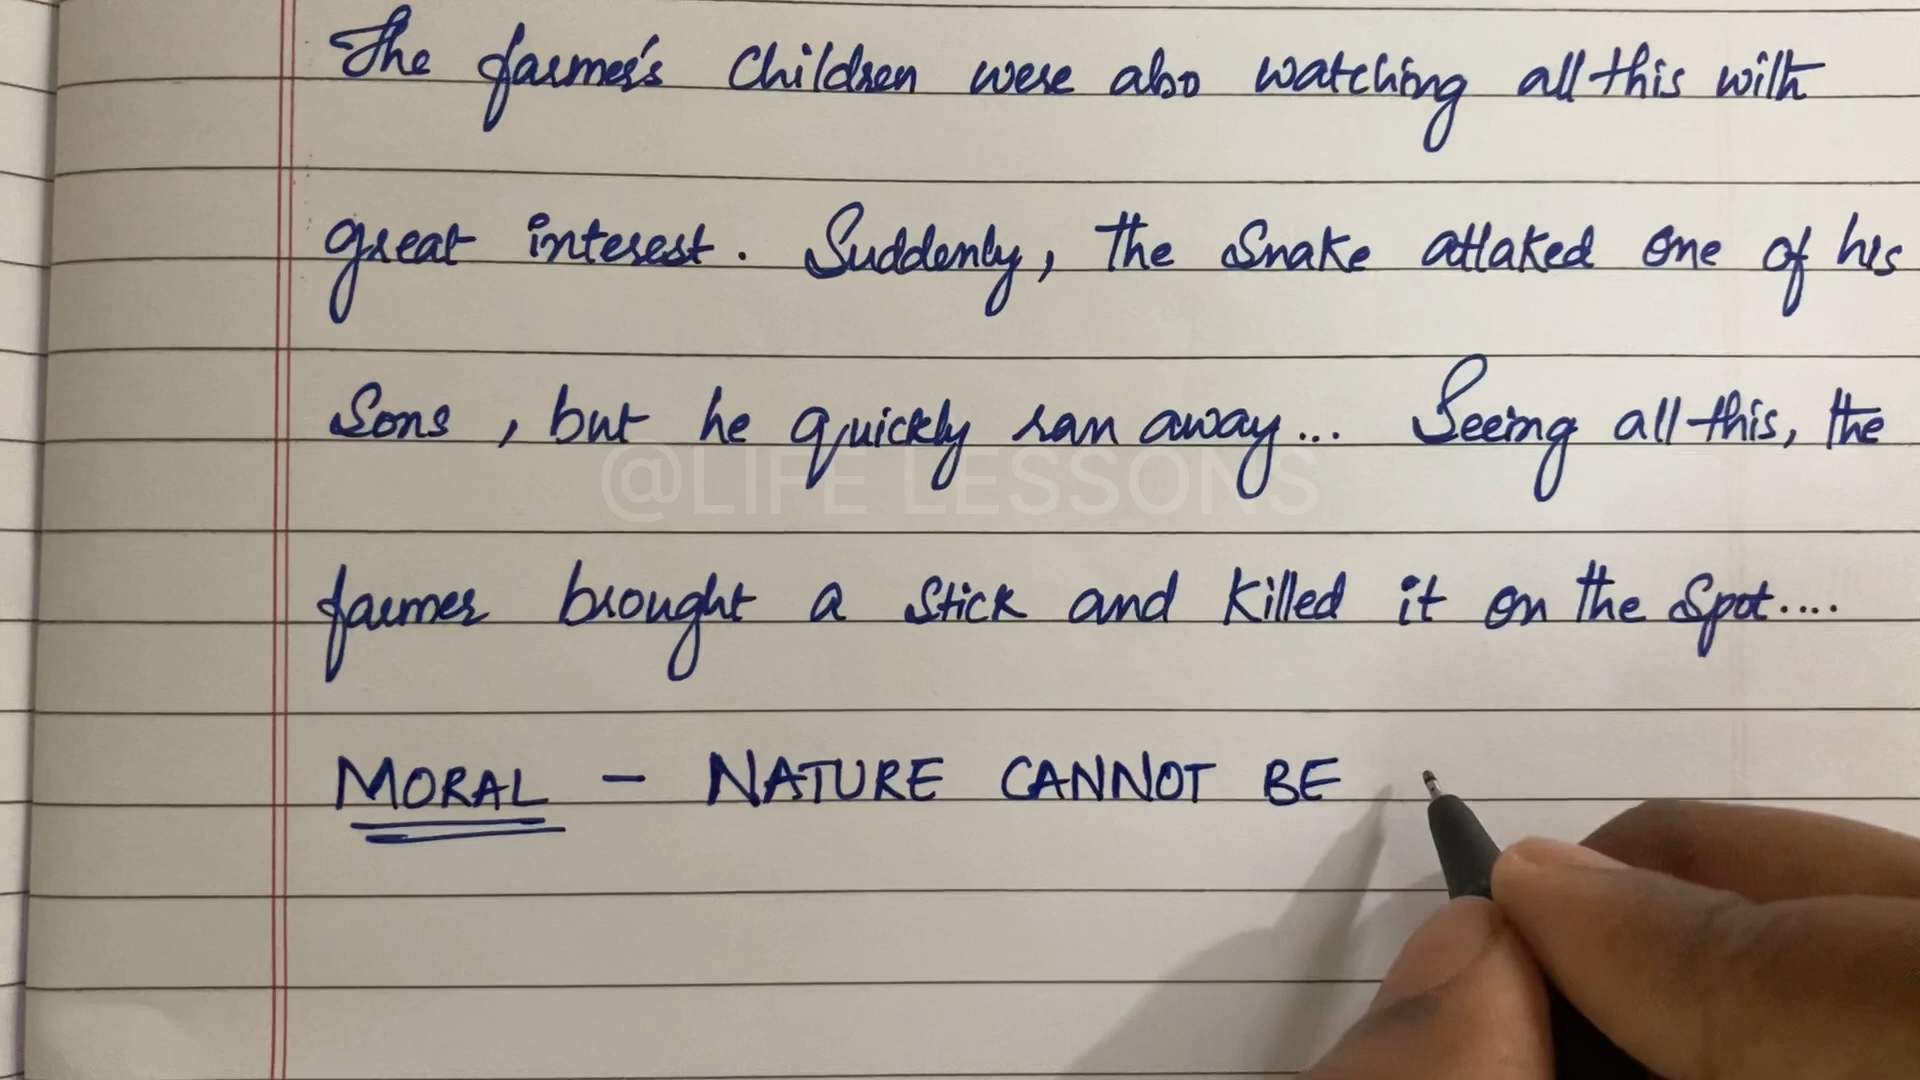 The farmer's Children were also watching all this with
great interest. Suddenly, the Snake attaked one of his
Sons, but he quickly ran away... Seeing all this, the
farmer brought a Stick and Killed it on the Spot....
MORAL - NATURE CANNOT BE
@LIFE LESSONS